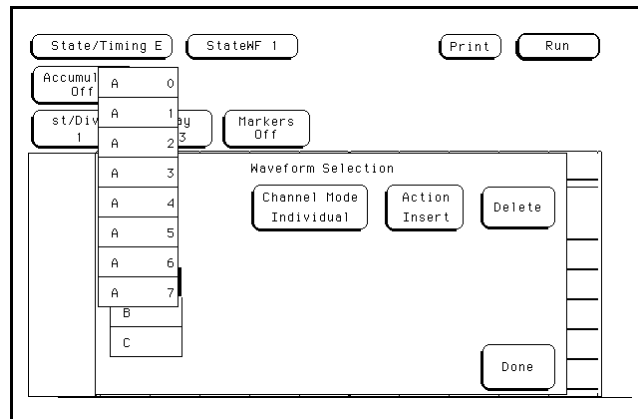 State/Timing E
StateWF 1
Print
Run
Accumul
Off
st/Div
1
ay
3
Markers
Off
A 0
A 1
A 2
A 3
A 4
A 5
A 6
A 7
B
C
Waveform Selection
Channel Mode
Individual
Action
Insert
Delete
Done